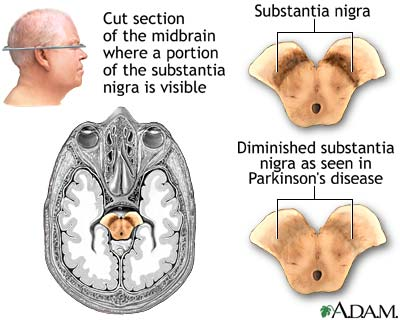 Cut section
of the midbrain
where a portion
of the substantia
nigra is visible
Substantia nigra
Diminished substantia
nigra as seen in
Parkinson's disease
ADAM.